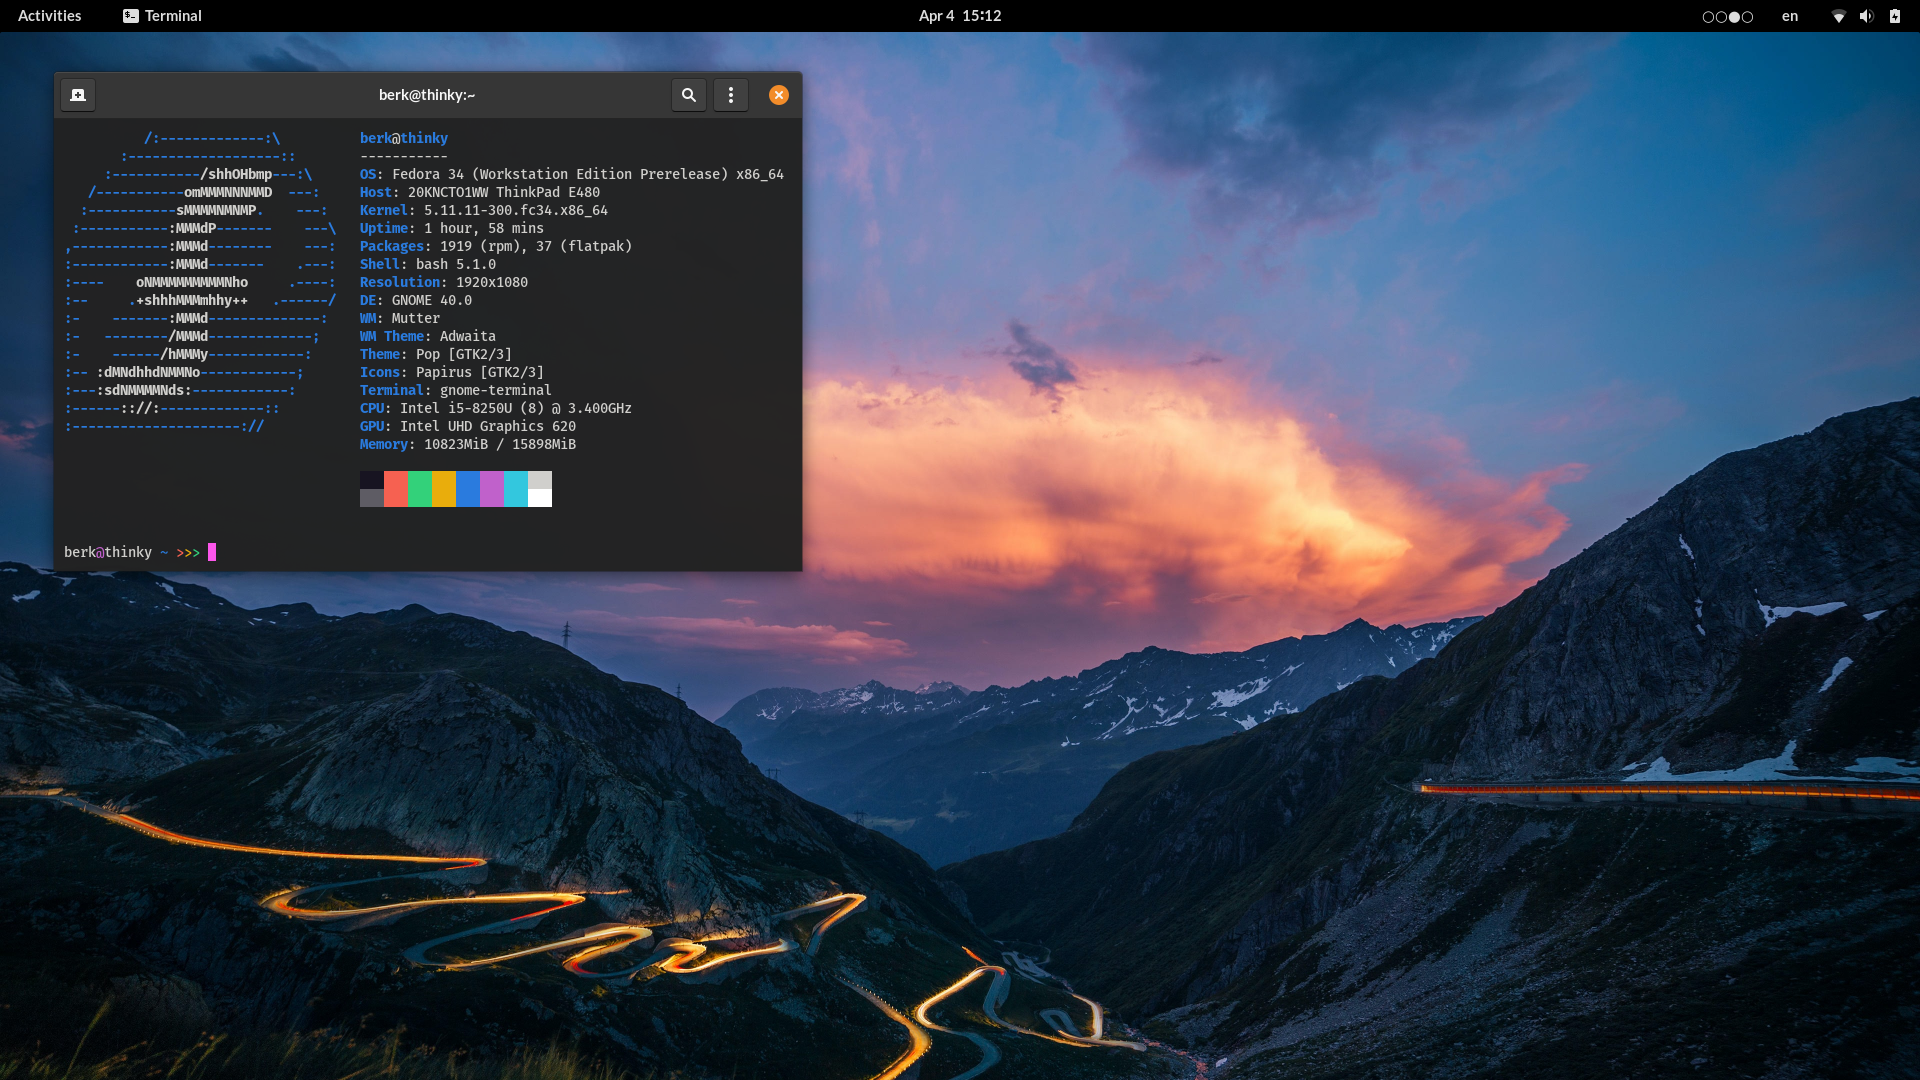 Activities Terminal Apr 4 15:12 en
berk@thinky:~
/:-------------:\ berk@thinky
:-------------------:: -----------
:-----------/shhOHbmp---:\ OS: Fedora 34 (Workstation Edition Prerelease) x86_64
/-----------omMMMNNNMMD ---: Host: 20KNCTO1WW ThinkPad E480
:-----------sMMMMNMNMP. ---: Kernel: 5.11.11-300.fc34.x86_64
:-----------:MMMdP------- ---\ Uptime: 1 hour, 58 mins
,------------:MMMd-------- ---: Packages: 1919 (rpm), 37 (flatpak)
:------------:MMMd------- .---: Shell: bash 5.1.0
:---- oNMMMMMMMMMNho .----: Resolution: 1920x1080
:-- .+shhhMMMmhhy++ .------/ DE: GNOME 40.0
:- -------:MMMd--------------: WM: Mutter
:- --------/MMMd-------------; WM Theme: Adwaita
:- ------/hMMMy------------: Theme: Pop [GTK2/3]
:-- :dMNdhhdNMMNo------------; Icons: Papirus [GTK2/3]
:---:sdNMMMMNds:------------: Terminal: gnome-terminal
:------:://:-------------:: CPU: Intel i5-8250U (8) @ 3.400GHz
:---------------------:// GPU: Intel UHD Graphics 620
Memory: 10823MiB / 15898MiB
berk@thinky ~ >>>